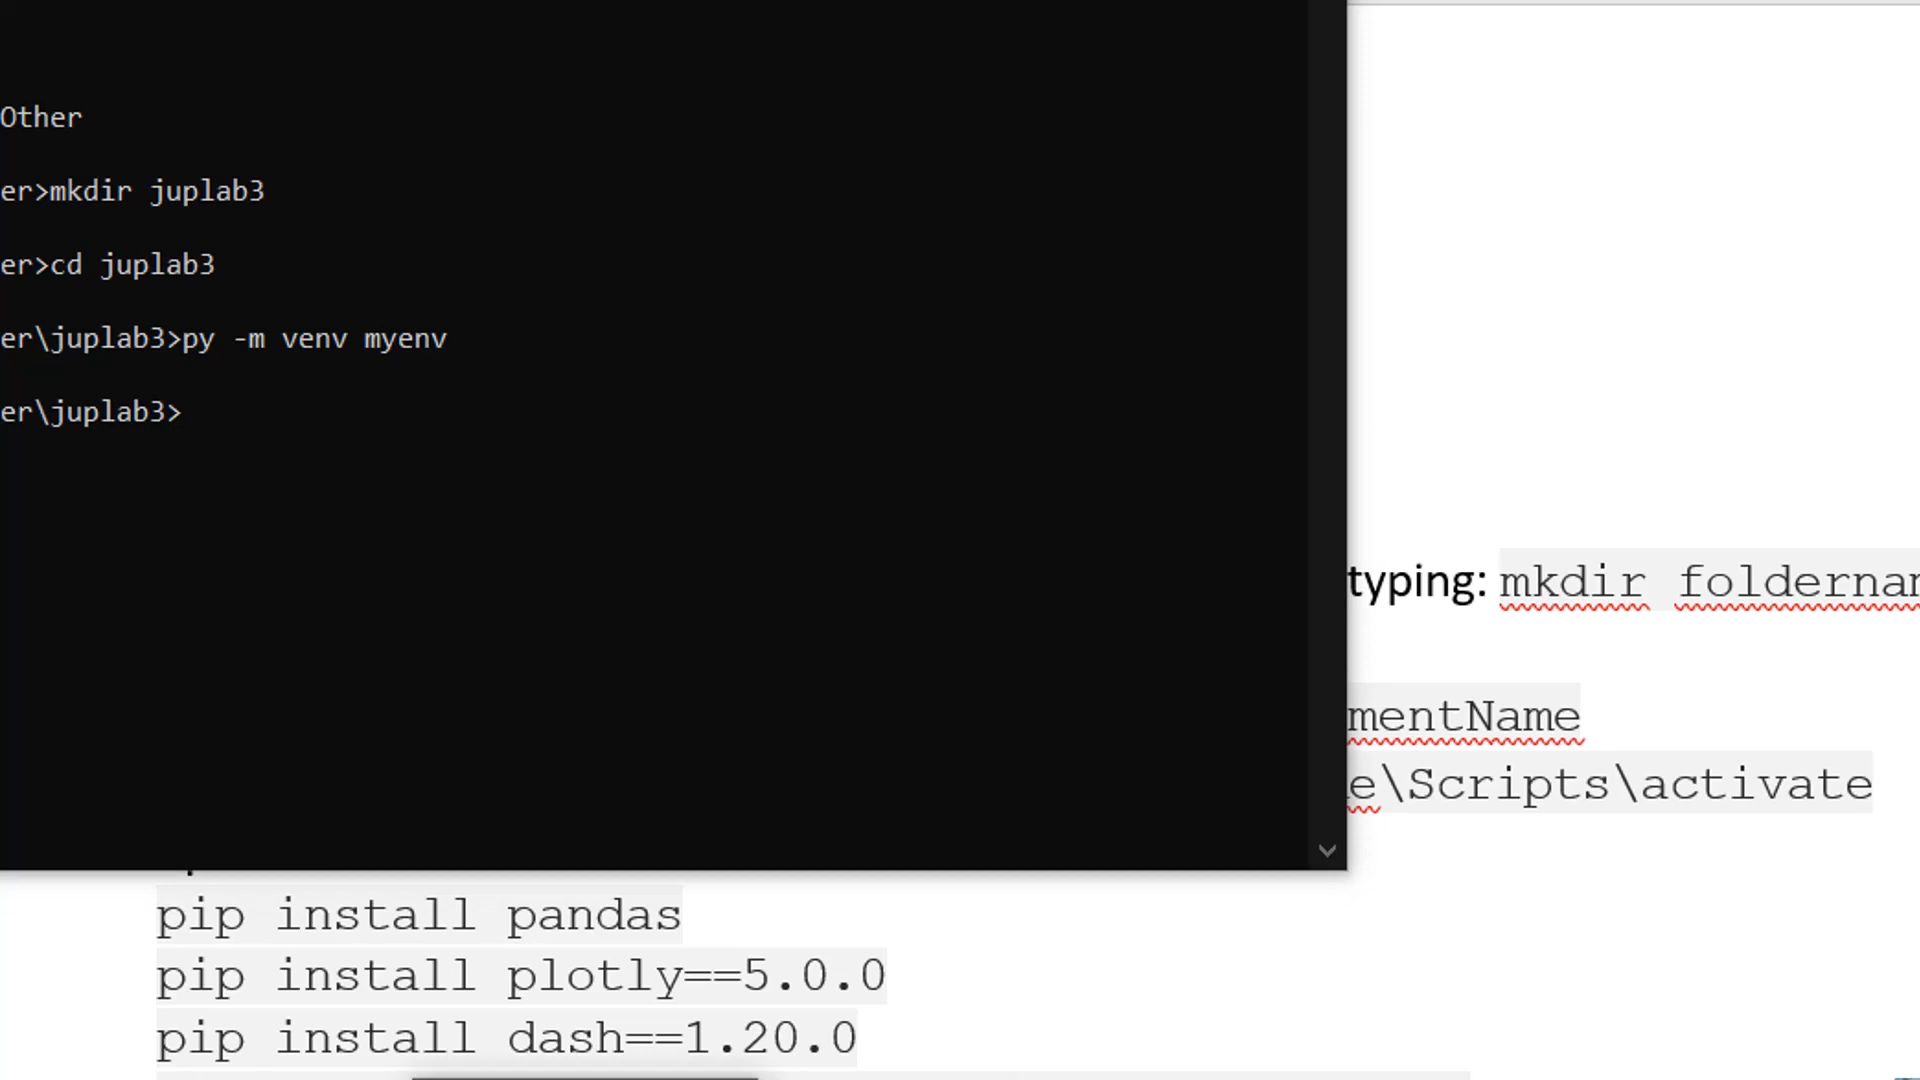 Other
er>mkdir juplab3
er>cd juplab3
er\juplab3>py -m venv myenv
er\juplab3>
typing: mkdir foldernam
mentName
e\Scripts\activate
pip install pandas
pip install plotly==5.0.0
pip install dash==1.20.0